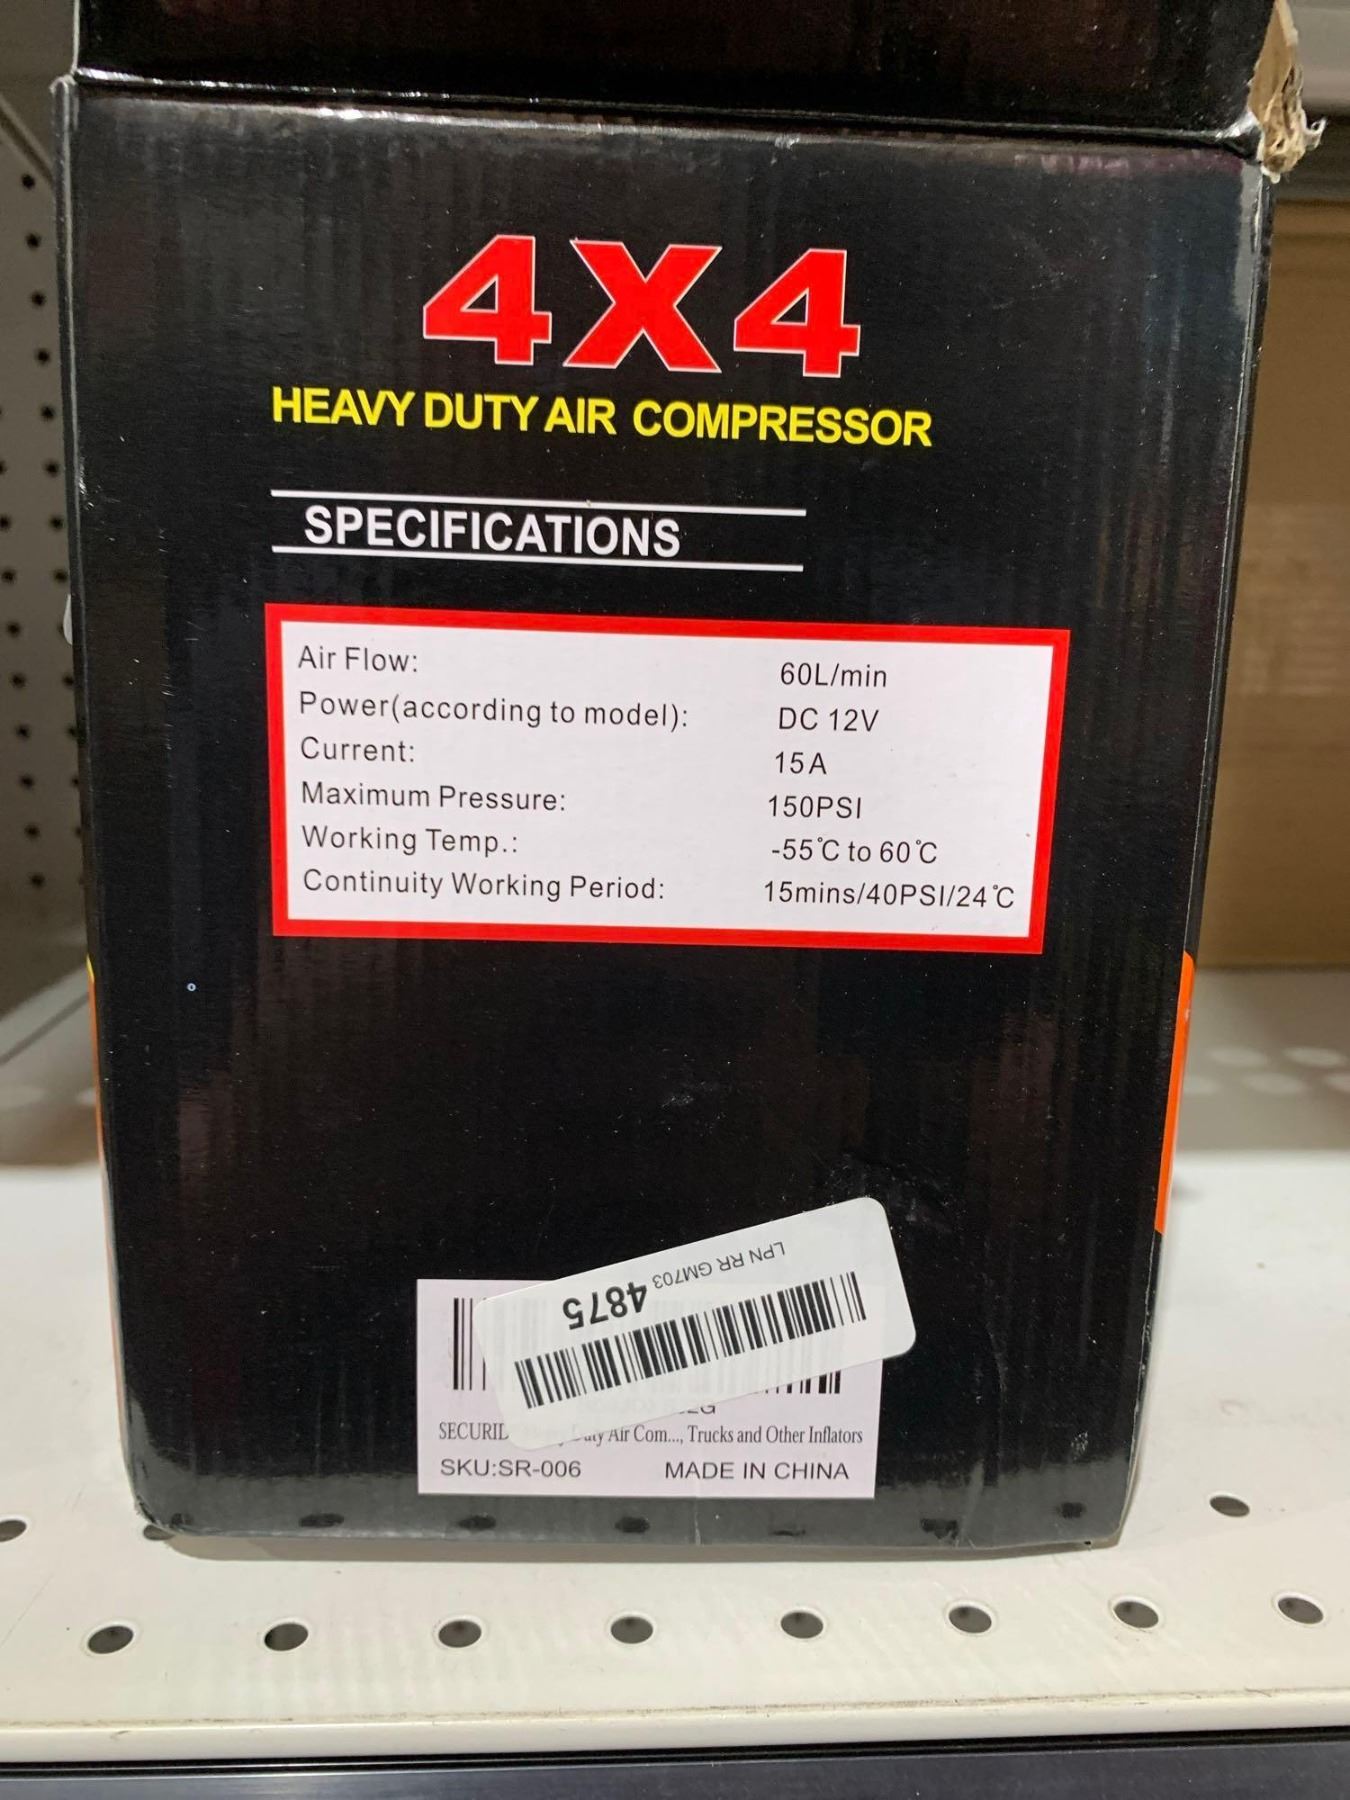 4X4
HEAVY DUTY AIR COMPRESSOR
SPECIFICATIONS
Air Flow: 60L/min
Power(according to model): DC 12V
Current: 15A
Maximum Pressure: 150PSI
Working Temp.: -55℃ to 60℃
Continuity Working Period: 15mins/40PSI/24℃
LPN RR GM703 4875
Air Com..., Trucks and Other Inflators
SKU:SR-006 MADE IN CHINA